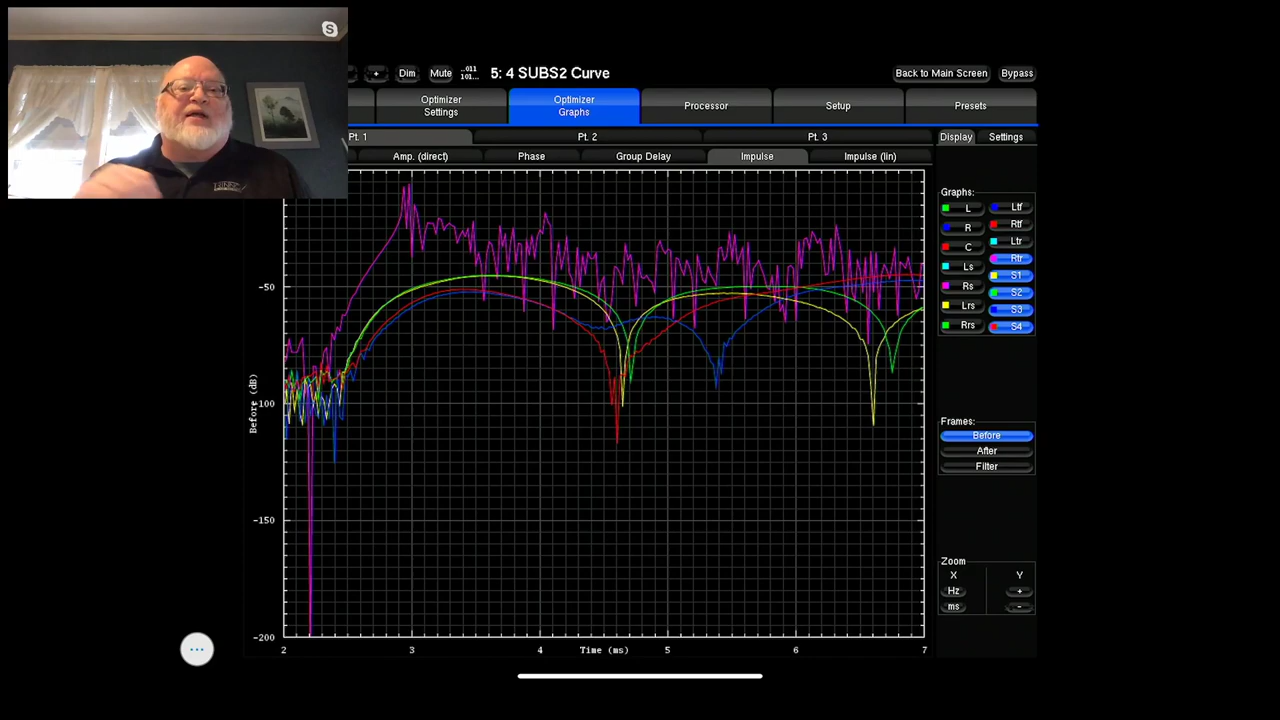 + Dim Mute ..011 101... 5: 4 SUBS2 Curve Back to Main Screen Bypass
Optimizer Settings
Optimizer Graphs
Processor
Setup
Presets
Pt. 1 Pt. 2 Pt. 3 Display Settings
Amp. (direct) Phase Group Delay Impulse Impulse (lin)
Graphs:
L Ltf
R Rtf
C Ltr
Ls Rtr
Rs S1
Lrs S2
Rrs S3
S4
Frames:
Before
After
Filter
Zoom
X Y
Hz +
ms -
Before (dB)
-50
-100
-150
-200
2 3 4 Time (ms) 5 6 7